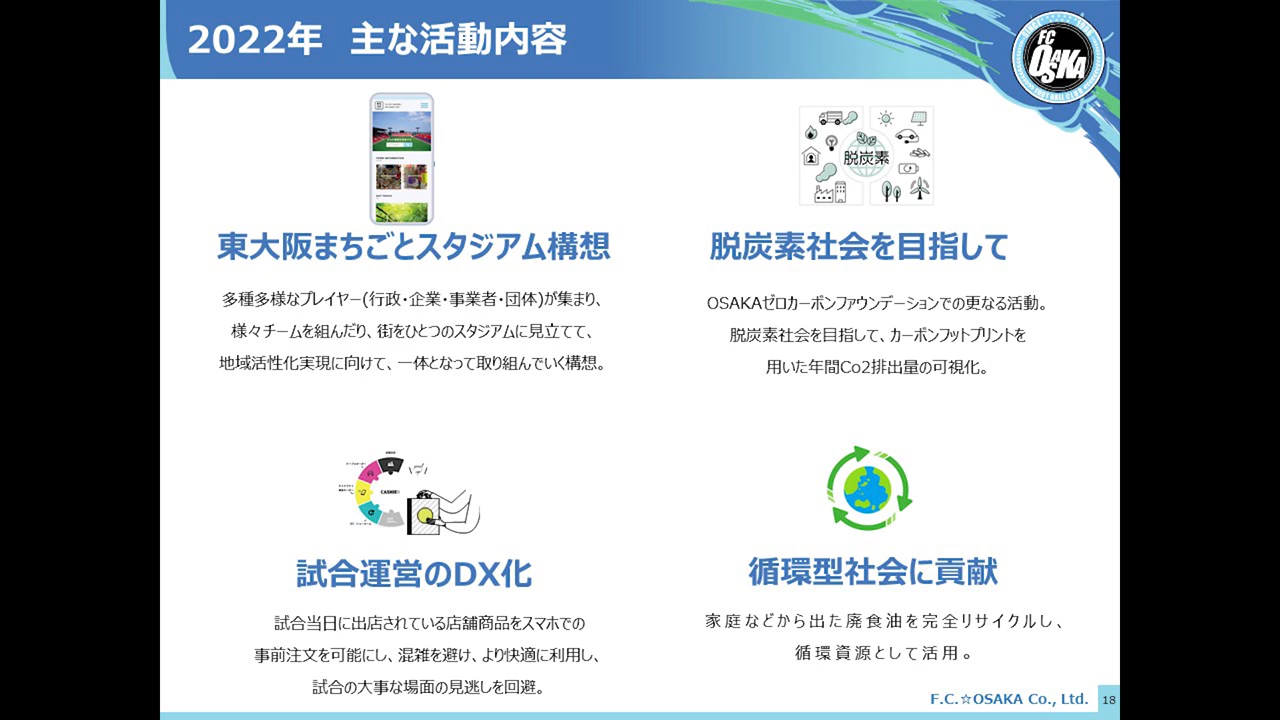 2022年 主な活動内容
FC
OSAKA
脱炭素
東大阪まちごとスタジアム構想
脱炭素社会を目指して
多種多様なプレイヤー(行政・企業・事業者・団体)が集まり、
様々チームを組んだり、街をひとつのスタジアムに見立てて、
地域活性化実現に向けて、一体となって取り組んでいく構想。
OSAKAゼロカーボンファウンデーションでの更なる活動。
脱炭素社会を目指して、カーボンフットプリントを
用いた年間Co2排出量の可視化。
CASHIER
試合運営のDX化
循環型社会に貢献
試合当日に出店されている店舗商品をスマホでの
事前注文を可能にし、混雑を避け、より快適に利用し、
試合の大事な場面の見逃しを回避。
家庭などから出た廃食油を完全リサイクルし、
循環資源として活用。
F.C.☆OSAKA Co., Ltd.
18